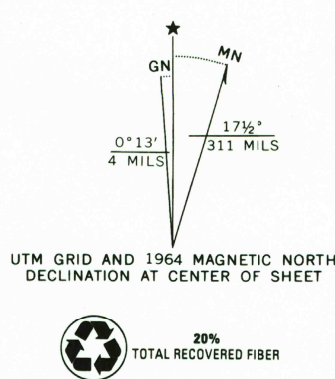 ★
GN
MN
0°13′
4 MILS
17½°
311 MILS
UTM GRID AND 1964 MAGNETIC NORTH
DECLINATION AT CENTER OF SHEET
20%
TOTAL RECOVERED FIBER